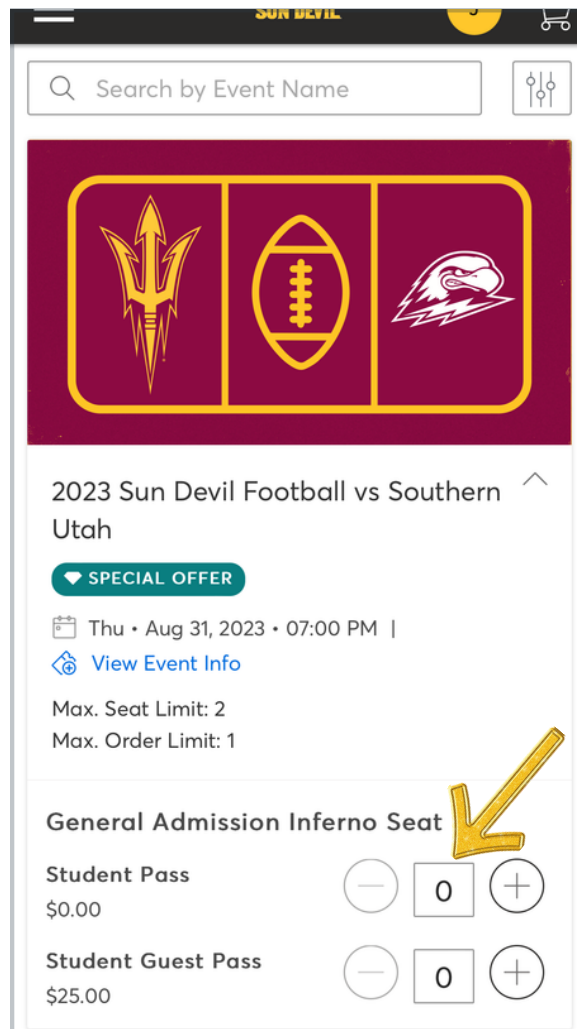 SUN DEVIL
Search by Event Name
2023 Sun Devil Football vs Southern
Utah
SPECIAL OFFER
Thu • Aug 31, 2023 • 07:00 PM |
View Event Info
Max. Seat Limit: 2
Max. Order Limit: 1
General Admission Inferno Seat
Student Pass
0
$0.00
Student Guest Pass
0
$25.00